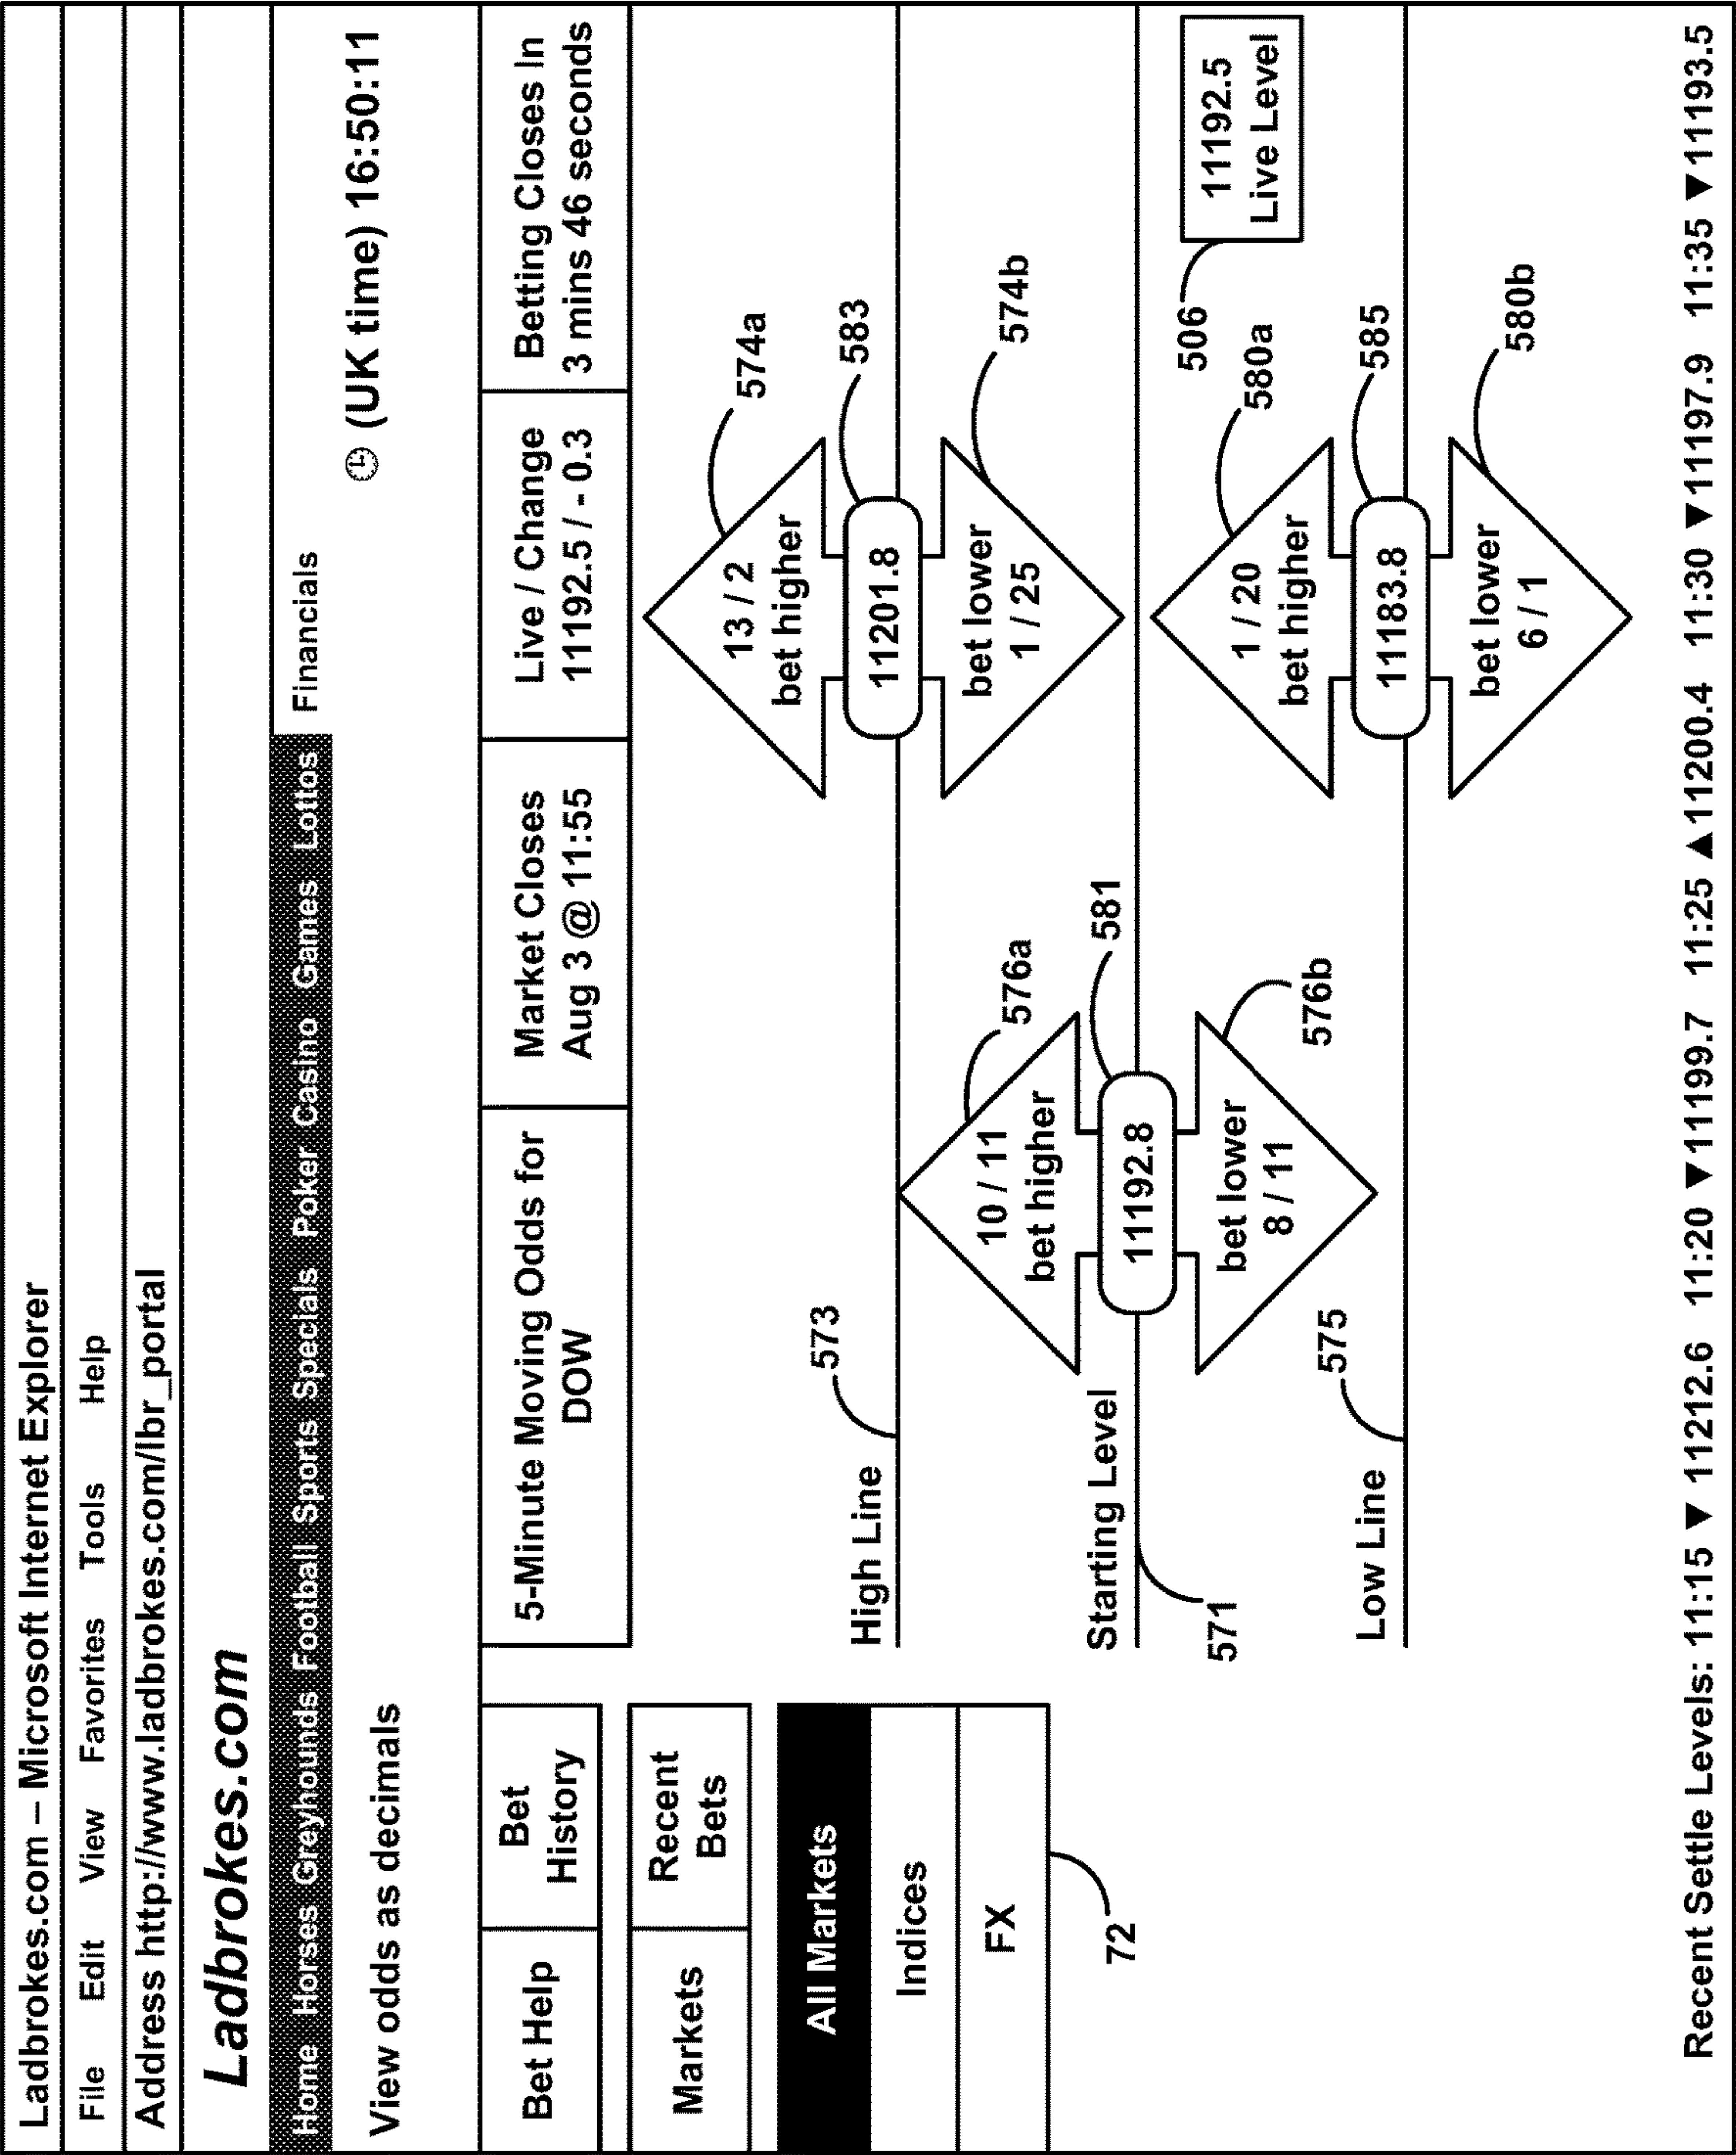 Ladbrokes.com – Microsoft Internet Explorer
File Edit View Favorites Tools Help
Address http://www.ladbrokes.com/lbr_portal
Ladbrokes.com
Home Horses Greyhounds Football Sports Specials Poker Casino Games Lottos Financials
View odds as decimals
(UK time) 16:50:11
Bet Help
Bet
History
Markets
Recent
Bets
All Markets
Indices
FX
72
5-Minute Moving Odds for
DOW
Market Closes
Aug 3 @ 11:55
Live / Change
11192.5 / - 0.3
Betting Closes In
3 mins 46 seconds
High Line
573
13 / 2
bet higher
574a
11201.8
583
bet lower
1 / 25
574b
Starting Level
571
10 / 11
bet higher
576a
11192.8
581
bet lower
8 / 11
576b
11192.5
Live Level
506
Low Line
575
1 / 20
bet higher
580a
11183.8
585
bet lower
6 / 1
580b
Recent Settle Levels: 11:15 ▼ 11212.6 11:20 ▼11199.7 11:25 ▲11200.4 11:30 ▼11197.9 11:35 ▼11193.5